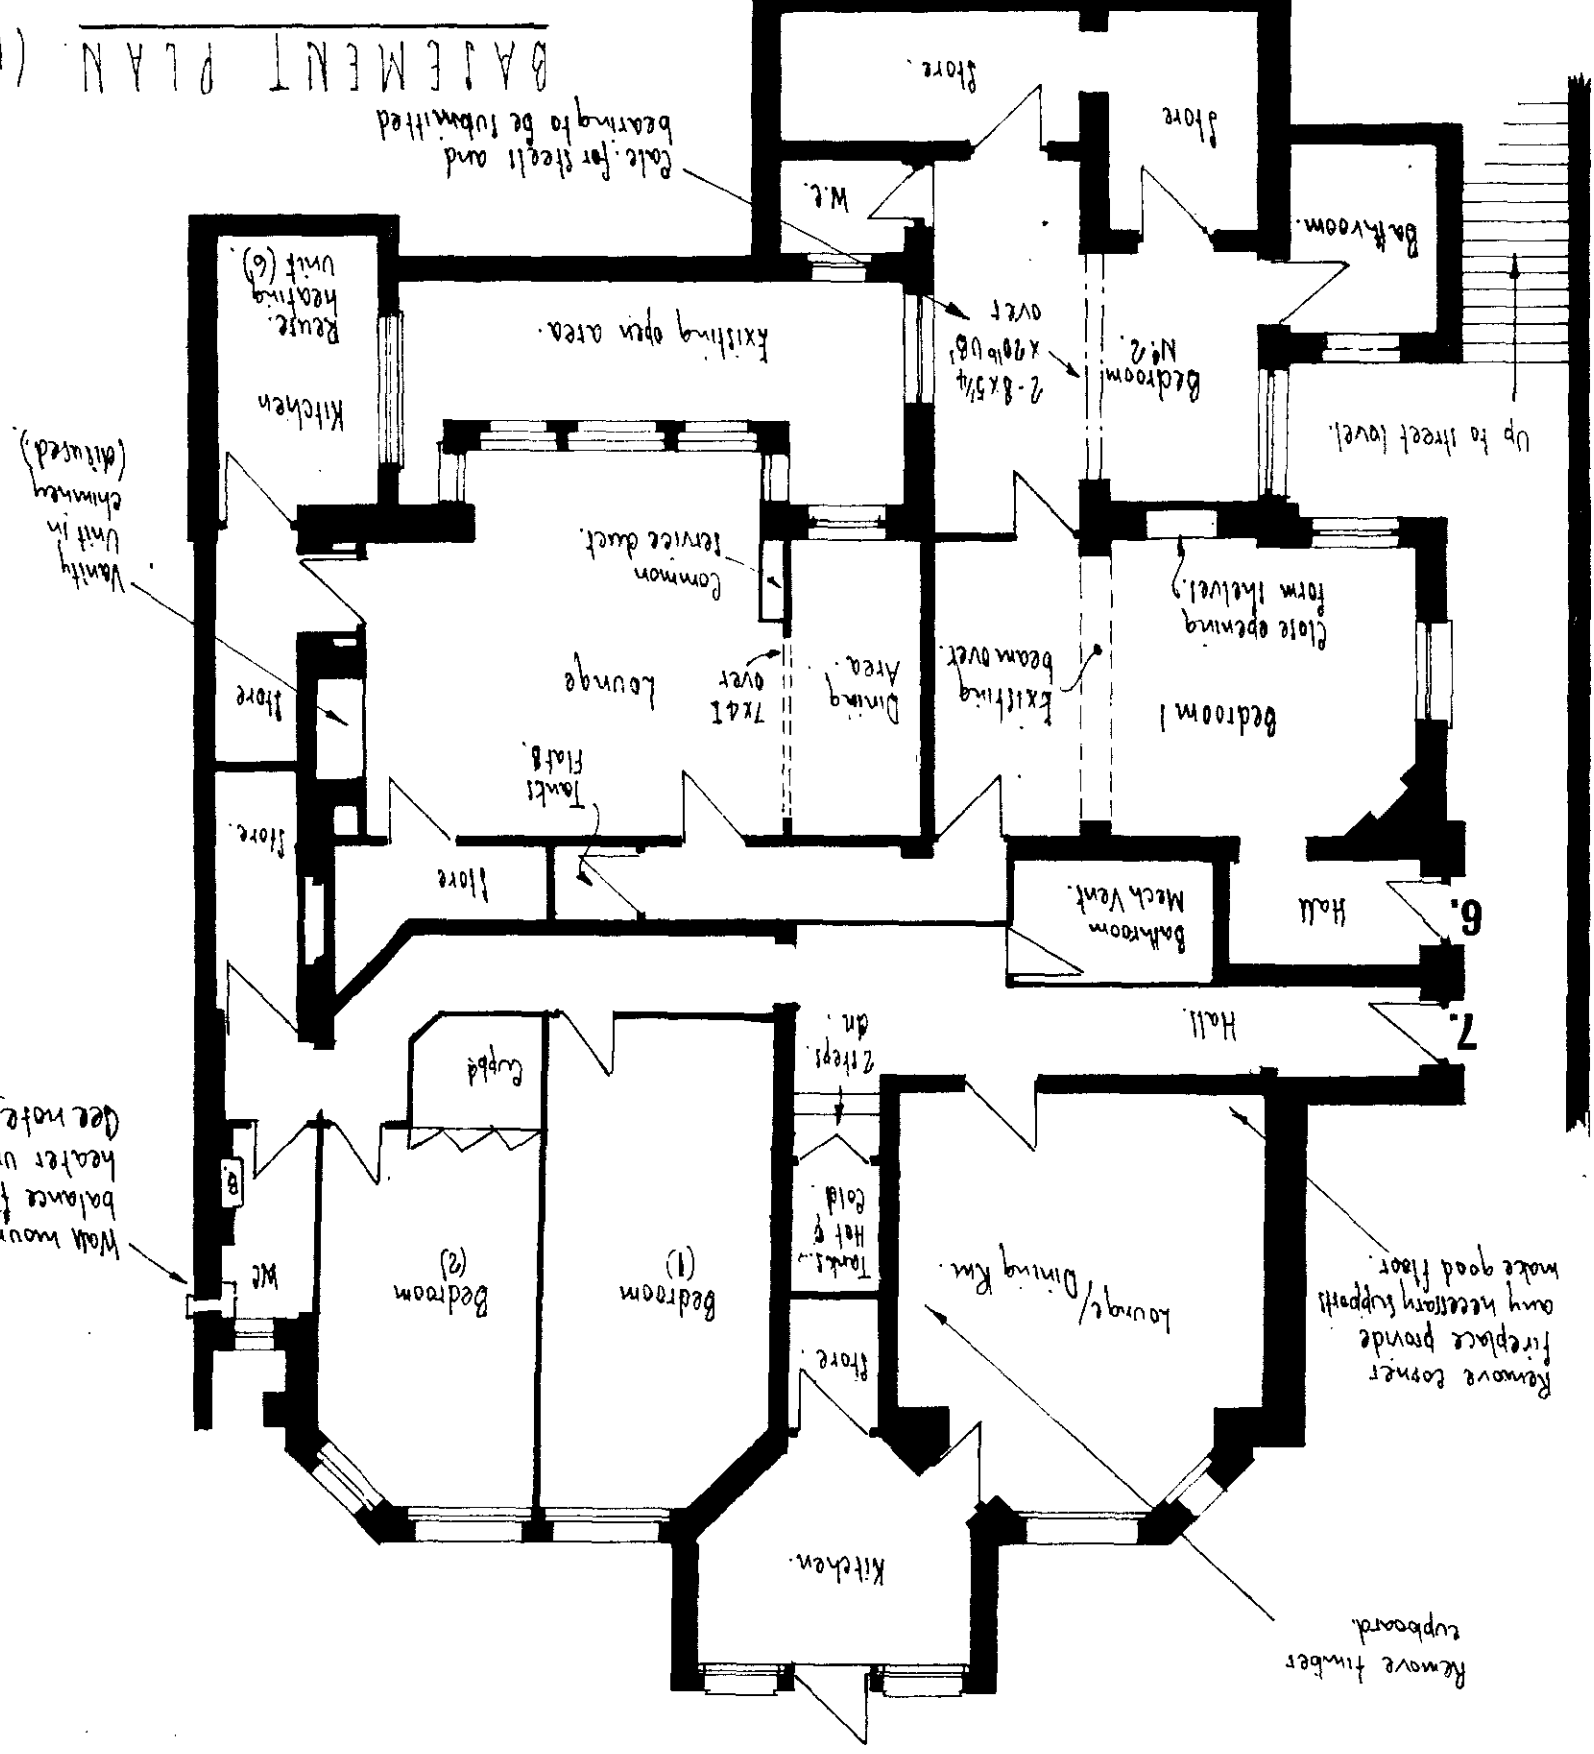 Remove timber
cupboard.
Kitchen.
Remove corner
fireplace provide
any necessary supports
make good floor.
Lounge/
Dining Rm.
Store.
Tanks.
Hot &
Cold.
2 steps.
dn.
Bedroom
(1)
Bedroom
(2)
Cuppd
WC
B.
Wall moun
balance f
heater un
See note
7.
Hall.
6.
Hall
Bathroom
Mech Vent.
Store
Store.
Tanks
Flat 8.
Bedroom 1
Existing
beam over.
Close opening
form shelves.
Dining
Area.
7x4 I
over
Lounge
Common
service duct.
Store
Vanity
Unit in
chimney
(disused).
Up to street level.
Bedroom
Nº 2.
2-8x5¼
x20lb UB's
over
Existing open area.
Kitchen
Reuse.
heating
Unit (6).
Bathroom.
Store
Store.
W.C.
Calc. for steels and
bearing to be submitted
BASEMENT PLAN. (